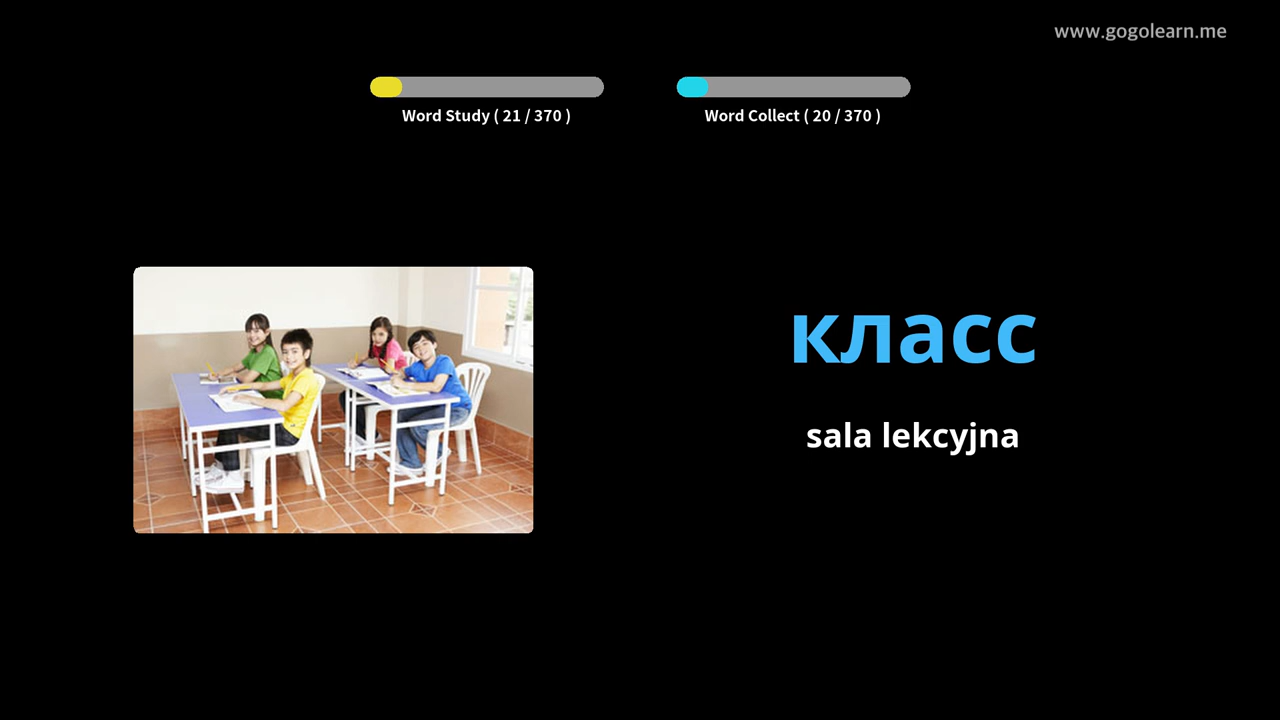 www.gogolearn.me
Word Study ( 21 / 370 )
Word Collect ( 20 / 370 )
класс
sala lekcyjna